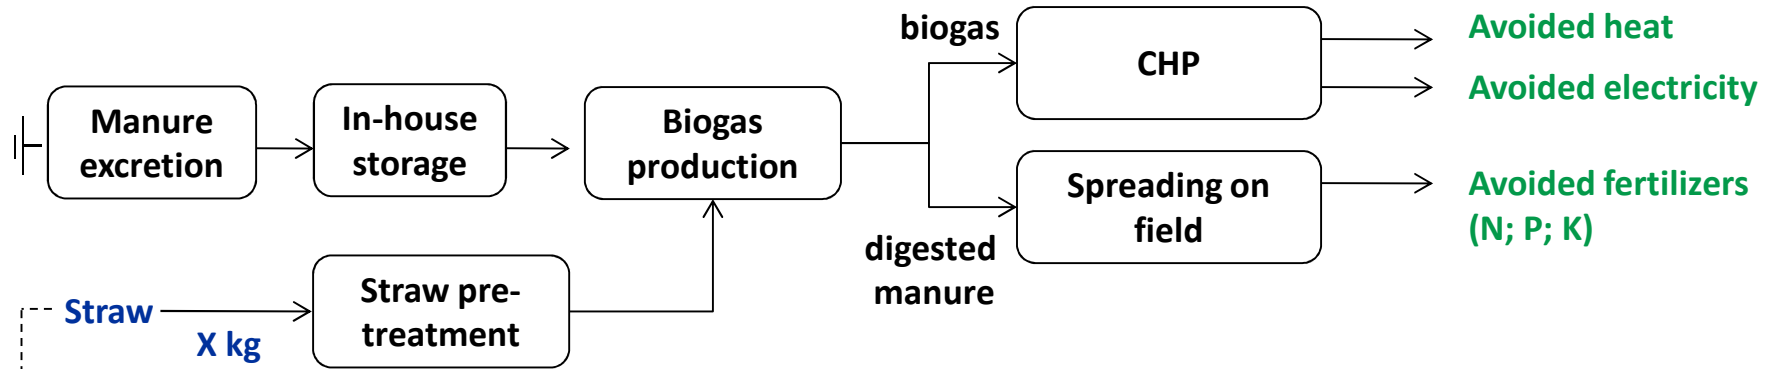 Manure
excretion
In-house
storage
Biogas
production
biogas
CHP
Avoided heat
Avoided electricity
digested
manure
Spreading on
field
Avoided fertilizers
(N; P; K)
Straw
X kg
Straw pre-
treatment